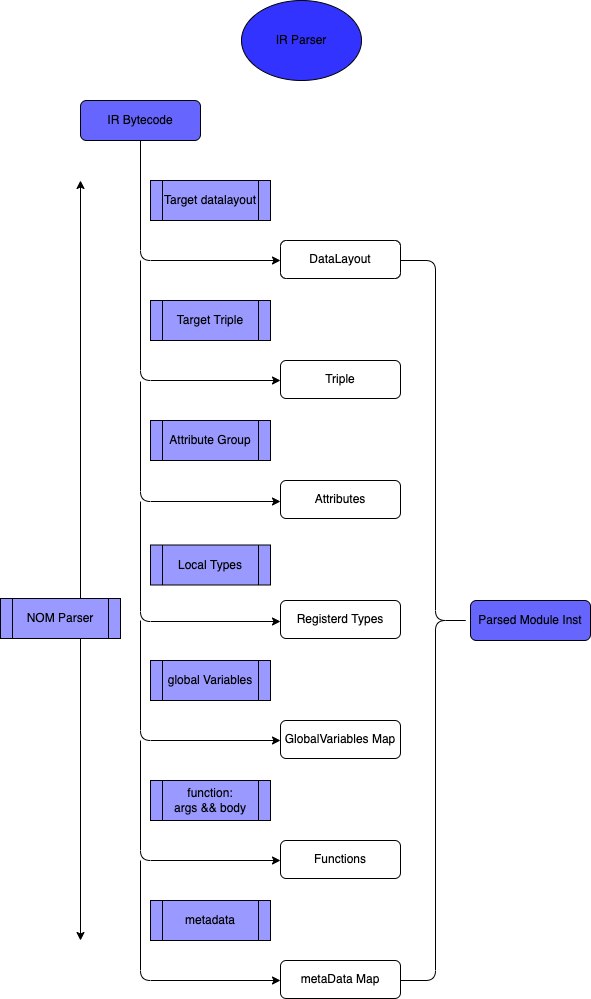 IR Parser
IR Bytecode
Target datalayout
DataLayout
Target Triple
Triple
Attribute Group
Attributes
Local Types
NOM Parser
Registerd Types
Parsed Module Inst
global Variables
GlobalVariables Map
function:
args && body
Functions
metadata
metaData Map